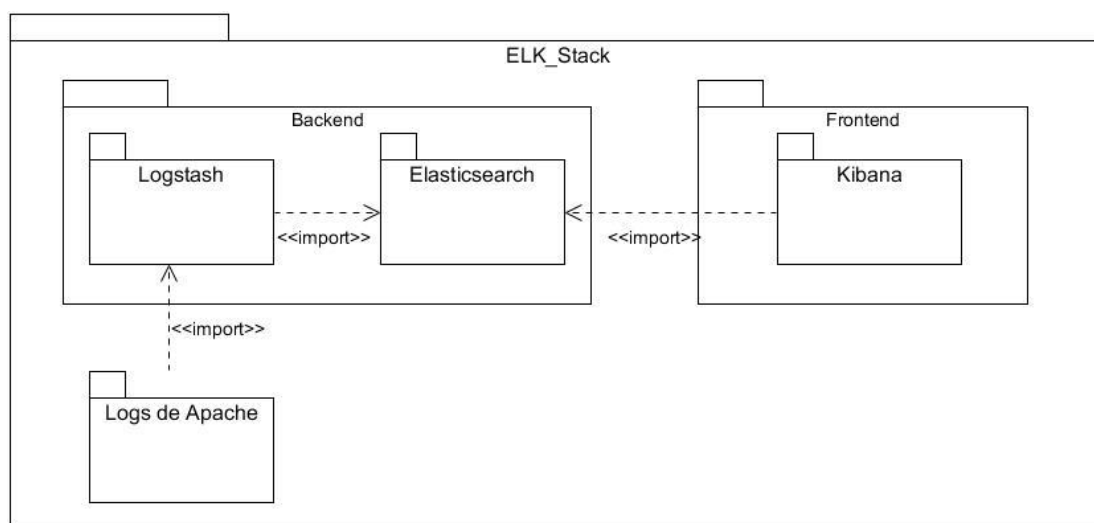 ELK_Stack
Backend
Frontend
Logstash
Elasticsearch
Kibana
<<import>>
<<import>>
<<import>>
Logs de Apache